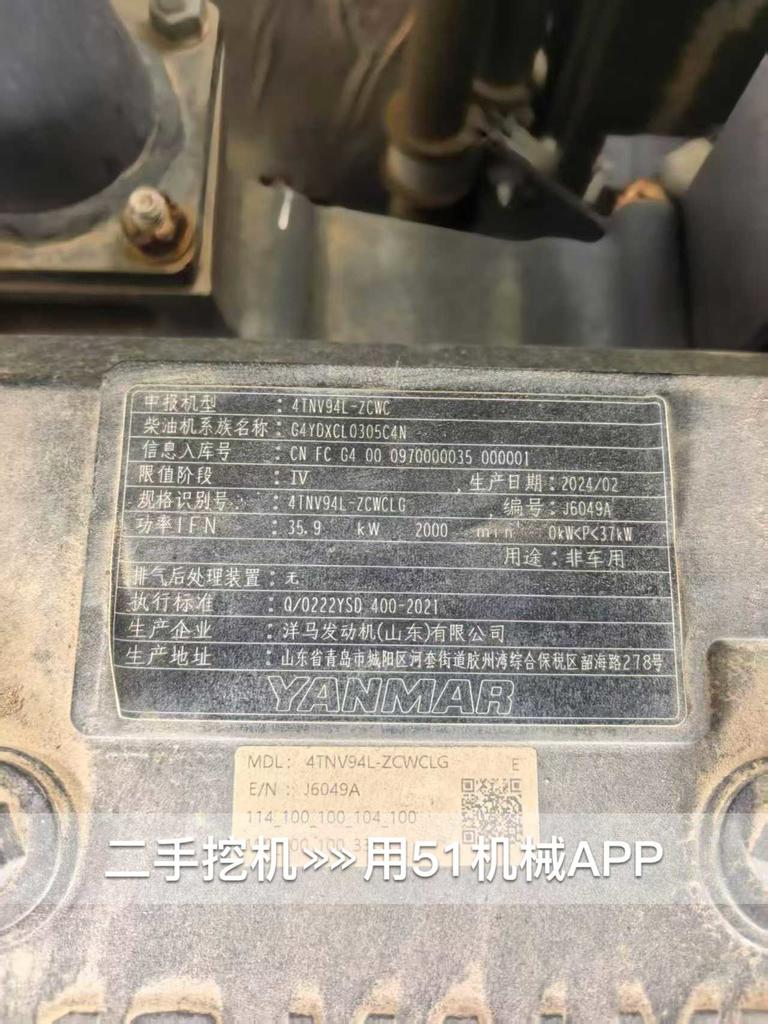 申报机型 : 4TNV94L-ZCWC
柴油机系族名称 : G4YDXCL0305C4N
信息入库号 : CN FC G4 00 0970000035 000001
限值阶段 : IV 生产日期 : 2024/02
规格识别号 : 4TNV94L-ZCWCLG 编号 : J6049A
功率IFN : 35.9 kW 2000 min 0kW<P<37kW
用途 : 非车用
排气后处理装置 : 无
执行标准 : Q/0222YSD 400-2021
生产企业 : 洋马发动机(山东)有限公司
生产地址 : 山东省青岛市城阳区河套街道胶州湾综合保税区韶海路278号
YANMAR
MDL: 4TNV94L-ZCWCLG E
E/N : J6049A
114_100_100_104_100
二手挖机»»用51机械APP